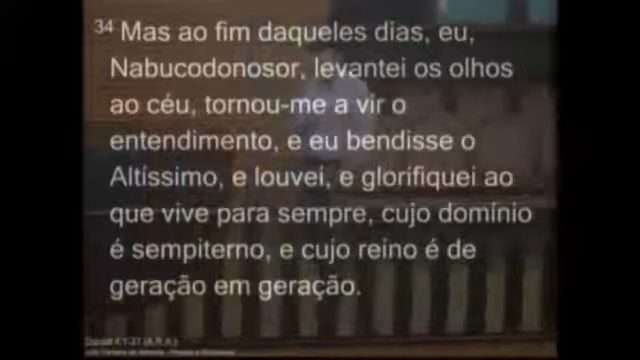 34 Mas ao fim daqueles dias, eu,
Nabucodonosor, levantei os olhos
ao céu, tornou-me a vir o
entendimento, e eu bendisse o
Altíssimo, e louvei, e glorifiquei ao
que vive para sempre, cujo domínio
é sempiterno, e cujo reino é de
geração em geração.